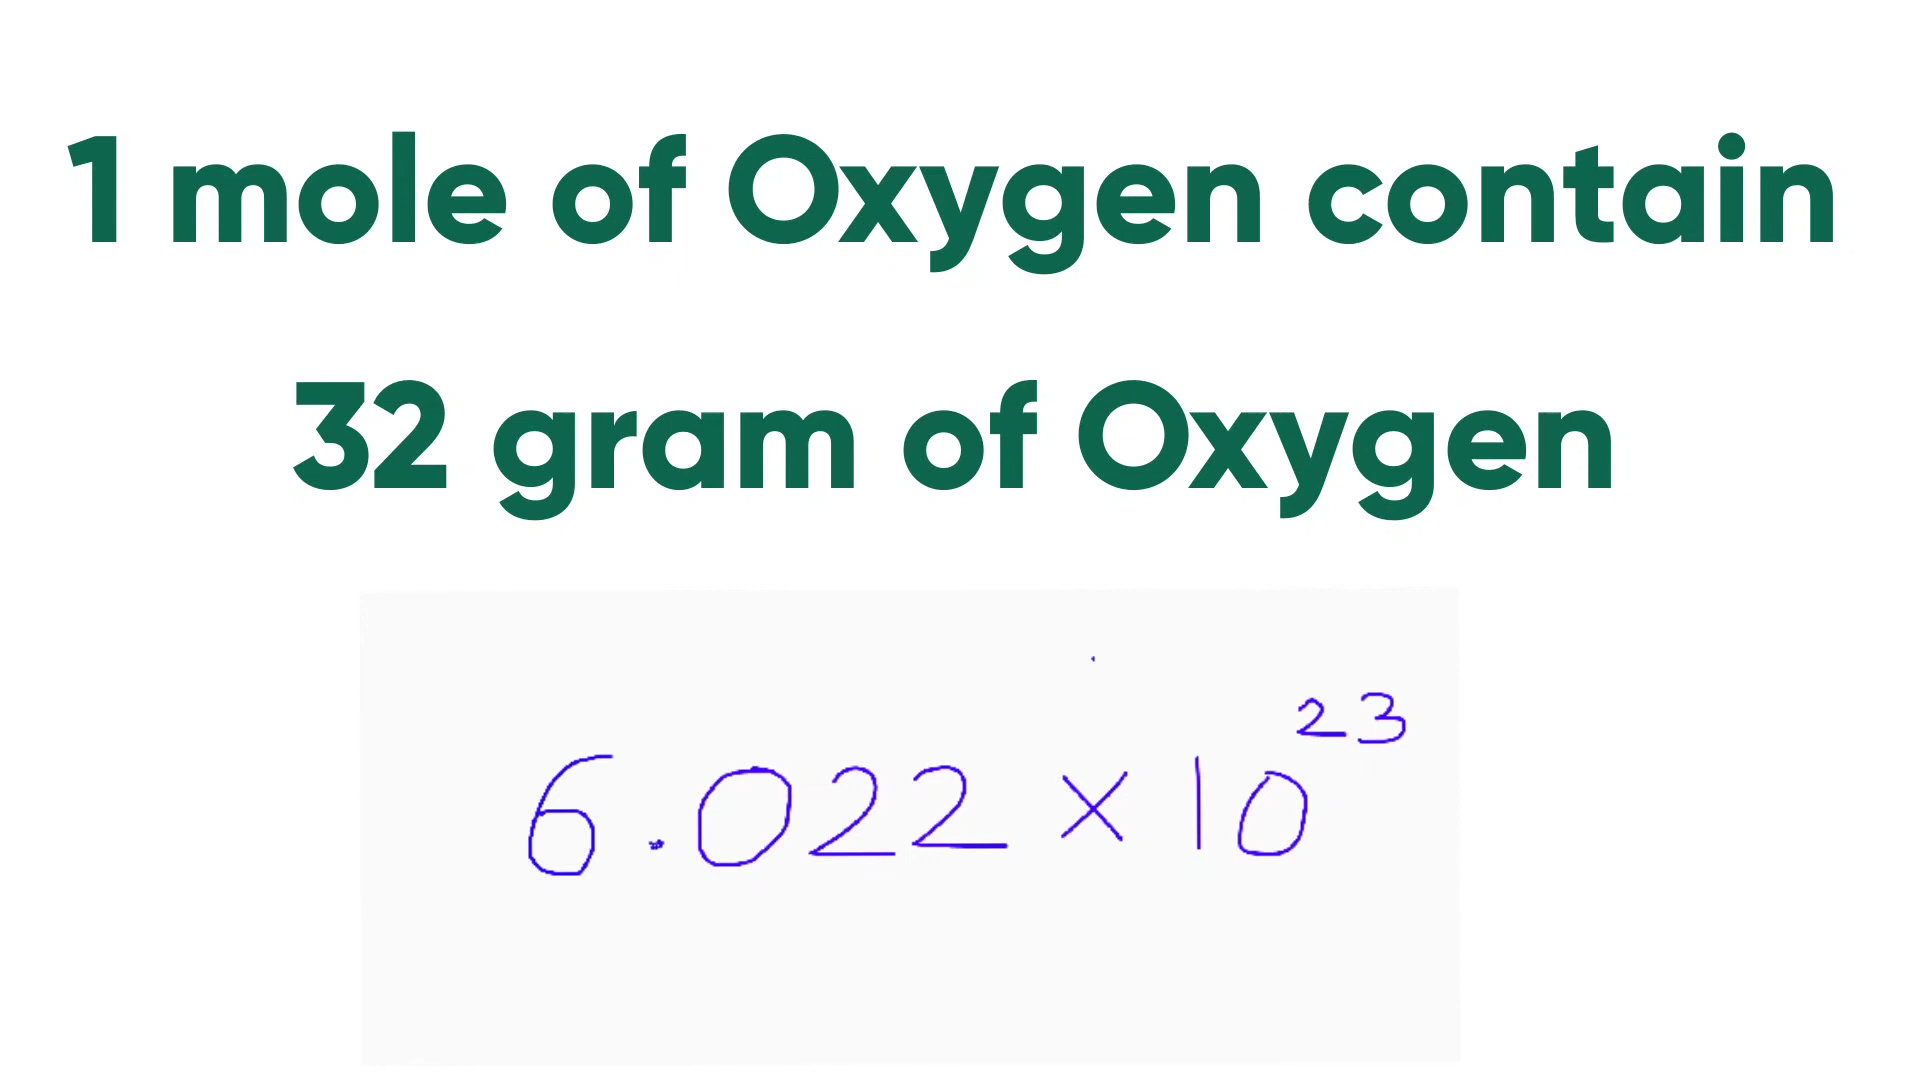 1 mole of Oxygen contain
32 gram of Oxygen
6.022 × 10²³